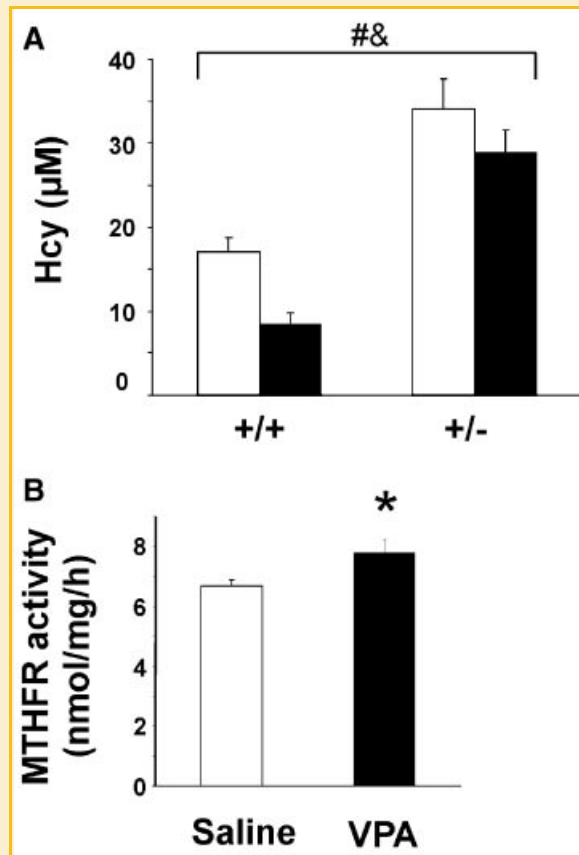 A
#&
Hcy (µM)
40
30
20
10
0
+/+
+/-
B
*
MTHFR activity
(nmol/mg/h)
8
6
4
2
0
Saline
VPA